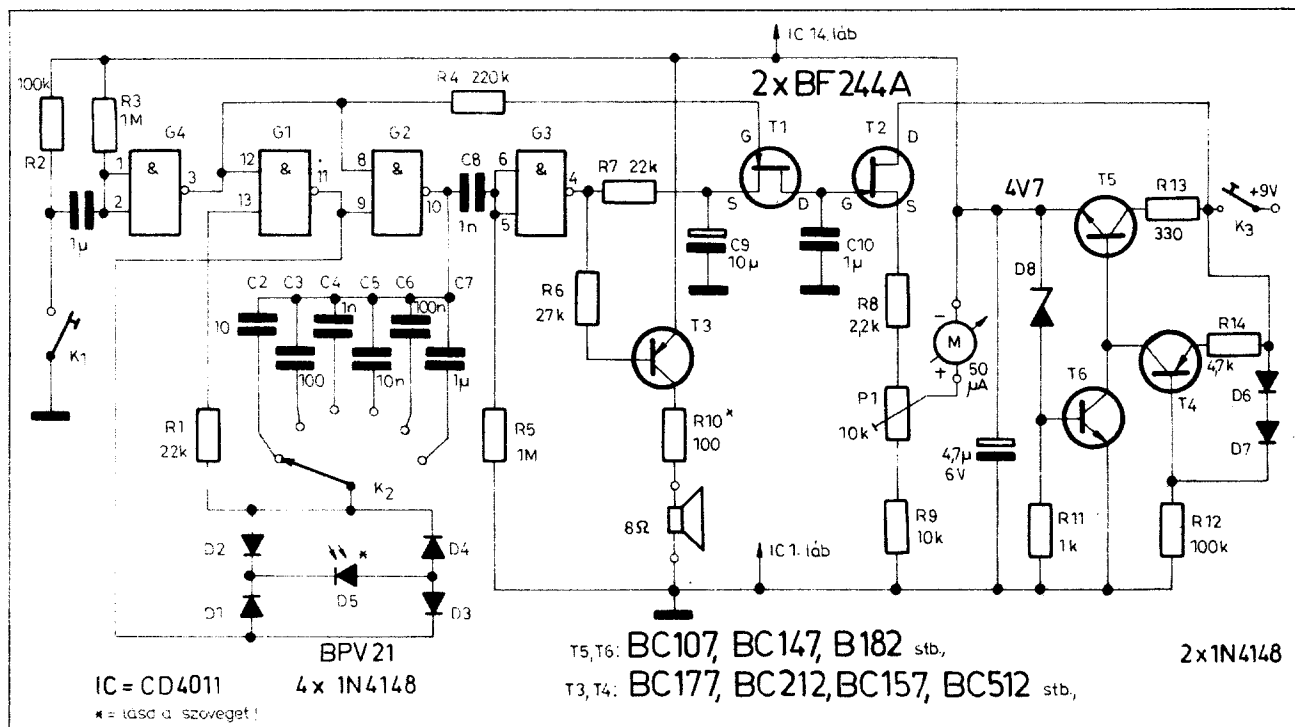 IC 14. láb
100k
R3
1M
R2
1µ
K1
G4
&
1
2
3
G1
&
12
13
11
G2
&
8
9
10
R4 220k
C8
1n
G3
&
6
5
4
R7 22k
2xBF244A
G
T1
S
D
T2
D
G
S
C9
10µ
C10
1µ
R6
27k
T3
R10*
100
8Ω
R8
2,2k
P1
10k
R9
10k
-
M
+
50
µA
4,7µ
6V
4V7
T5
R13
330
K3
+9V
D8
T6
R14
4,7k
T4
D6
D7
R11
1k
R12
100k
C2
C3
C4
C5
C6
C7
10
100
1n
10n
100n
1µ
R1
22k
K2
R5
1M
D2
D1
D5
*
D4
D3
IC 1. láb
BPV21
4x 1N4148
IC = CD4011
* = lásd a szöveget!
T5,T6: BC107, BC147, B182 stb.,
T3,T4: BC177, BC212, BC157, BC512 stb.,
2x1N4148